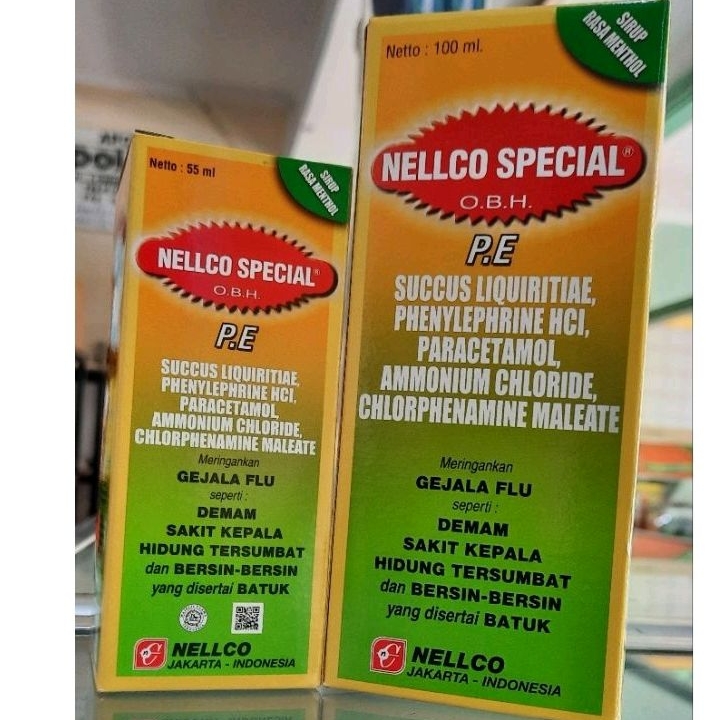 Netto : 55 ml
SIRUP
RASA MENTHOL
NELLCO SPECIAL®
O.B.H.
P.E
SUCCUS LIQUIRITIAE,
PHENYLEPHRINE HCl,
PARACETAMOL,
AMMONIUM CHLORIDE,
CHLORPHENAMINE MALEATE
Meringankan
GEJALA FLU
seperti :
DEMAM
SAKIT KEPALA
HIDUNG TERSUMBAT
dan BERSIN-BERSIN
yang disertai BATUK
NELLCO
JAKARTA - INDONESIA
Netto : 100 ml.
SIRUP
RASA MENTHOL
NELLCO SPECIAL®
O.B.H.
P.E
SUCCUS LIQUIRITIAE,
PHENYLEPHRINE HCl,
PARACETAMOL,
AMMONIUM CHLORIDE,
CHLORPHENAMINE MALEATE
Meringankan
GEJALA FLU
seperti :
DEMAM
SAKIT KEPALA
HIDUNG TERSUMBAT
dan BERSIN-BERSIN
yang disertai BATUK
NELLCO
JAKARTA - INDONESIA